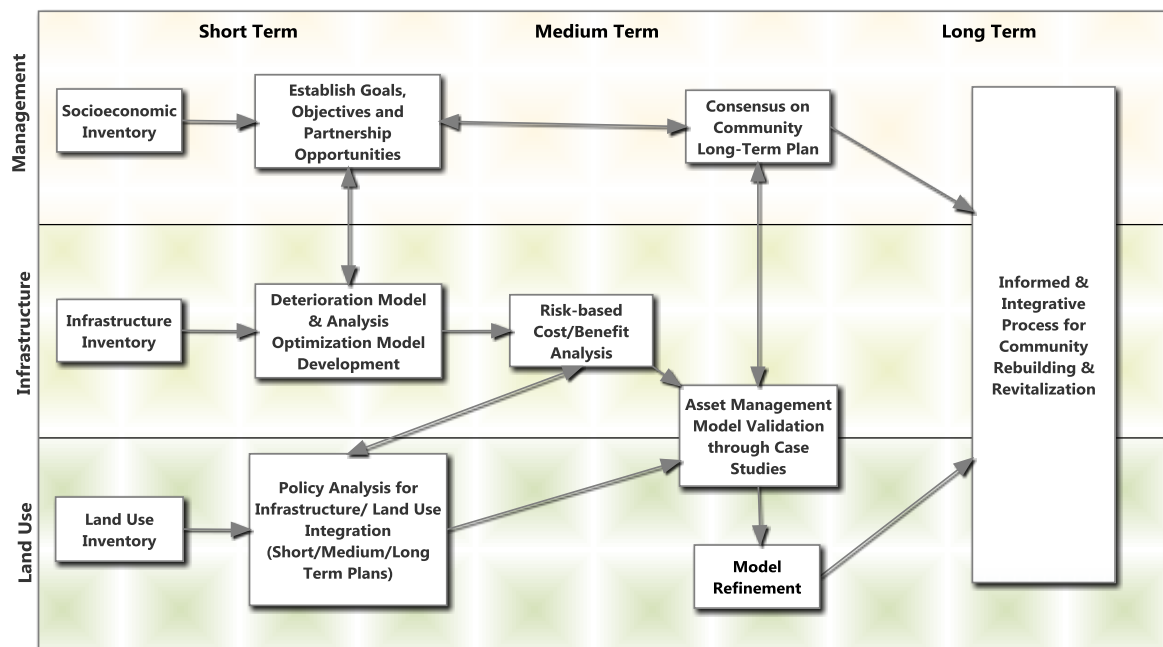 Short Term
Medium Term
Long Term
Management
Socioeconomic
Inventory
Establish Goals,
Objectives and
Partnership
Opportunities
Consensus on
Community
Long-Term Plan
Infrastructure
Infrastructure
Inventory
Deterioration Model
& Analysis
Optimization Model
Development
Risk-based
Cost/Benefit
Analysis
Asset Management
Model Validation
through Case
Studies
Informed &
Integrative
Process for
Community
Rebuilding &
Revitalization
Land Use
Land Use
Inventory
Policy Analysis for
Infrastructure/ Land Use
Integration
(Short/Medium/Long
Term Plans)
Model
Refinement